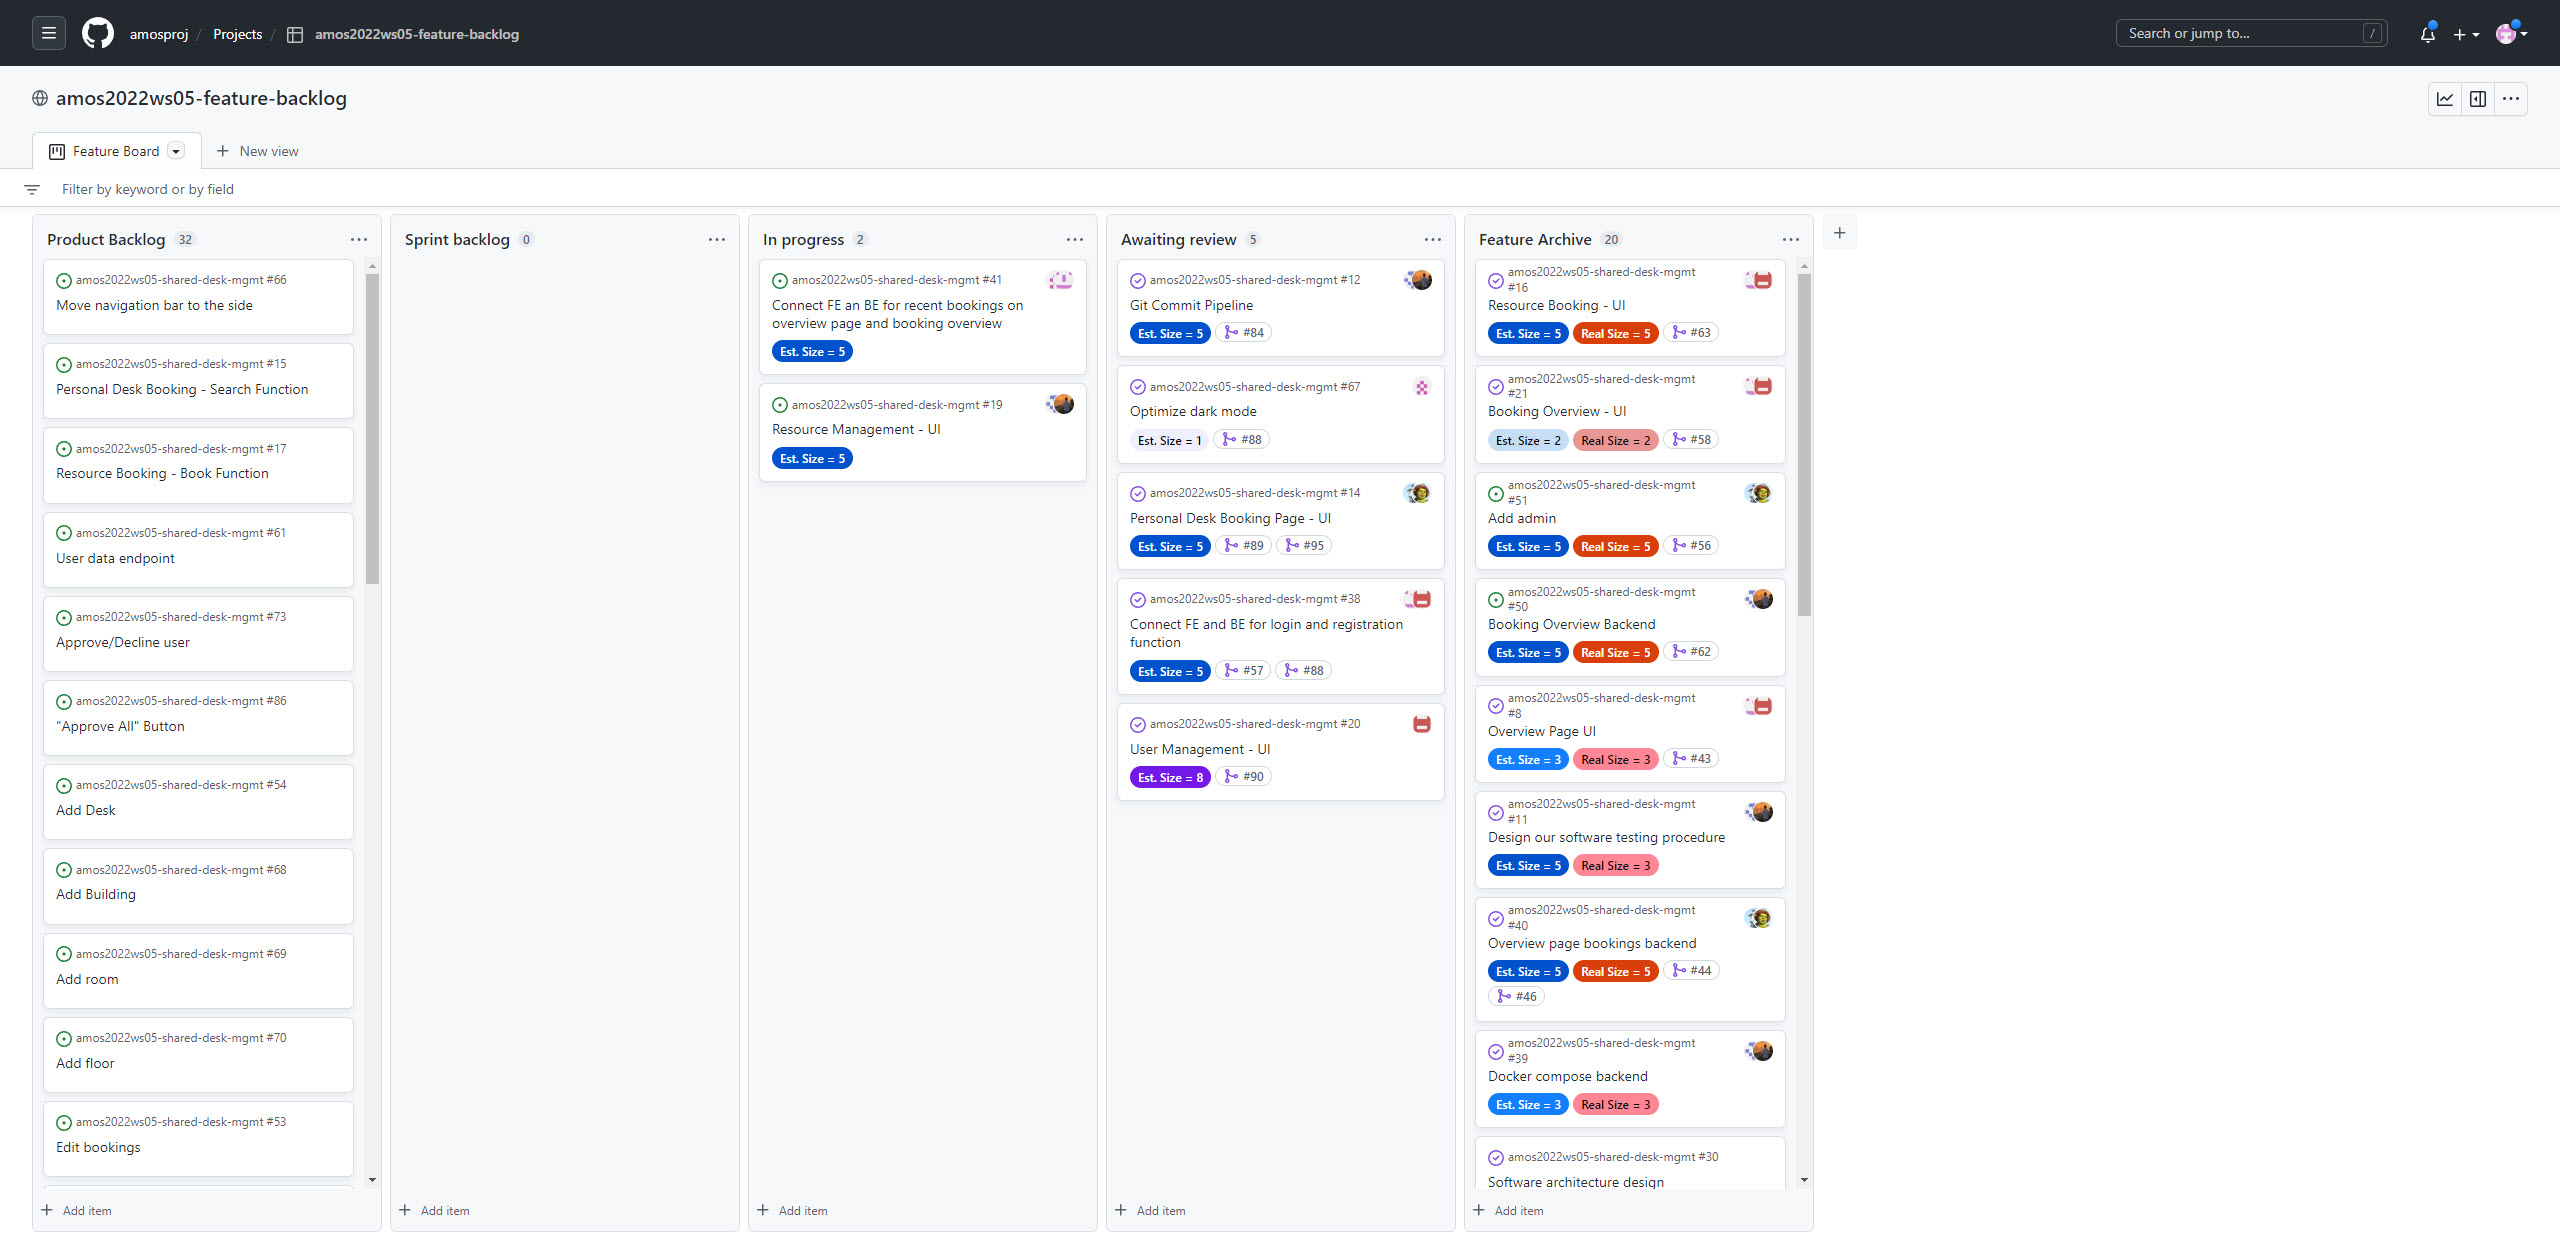 amosproj / Projects / amos2022ws05-feature-backlog
Search or jump to... /
amos2022ws05-feature-backlog
Feature Board
New view
Filter by keyword or by field
Product Backlog 32
amos2022ws05-shared-desk-mgmt #66
Move navigation bar to the side
amos2022ws05-shared-desk-mgmt #15
Personal Desk Booking - Search Function
amos2022ws05-shared-desk-mgmt #17
Resource Booking - Book Function
amos2022ws05-shared-desk-mgmt #61
User data endpoint
amos2022ws05-shared-desk-mgmt #73
Approve/Decline user
amos2022ws05-shared-desk-mgmt #86
"Approve All" Button
amos2022ws05-shared-desk-mgmt #54
Add Desk
amos2022ws05-shared-desk-mgmt #68
Add Building
amos2022ws05-shared-desk-mgmt #69
Add room
amos2022ws05-shared-desk-mgmt #70
Add floor
amos2022ws05-shared-desk-mgmt #53
Edit bookings
Add item
Sprint backlog 0
Add item
In progress 2
amos2022ws05-shared-desk-mgmt #41
Connect FE an BE for recent bookings on
overview page and booking overview
Est. Size = 5
amos2022ws05-shared-desk-mgmt #19
Resource Management - UI
Est. Size = 5
Add item
Awaiting review 5
amos2022ws05-shared-desk-mgmt #12
Git Commit Pipeline
Est. Size = 5 #84
amos2022ws05-shared-desk-mgmt #67
Optimize dark mode
Est. Size = 1 #88
amos2022ws05-shared-desk-mgmt #14
Personal Desk Booking Page - UI
Est. Size = 5 #89 #95
amos2022ws05-shared-desk-mgmt #38
Connect FE and BE for login and registration
function
Est. Size = 5 #57 #88
amos2022ws05-shared-desk-mgmt #20
User Management - UI
Est. Size = 8 #90
Add item
Feature Archive 20
amos2022ws05-shared-desk-mgmt
#16
Resource Booking - UI
Est. Size = 5 Real Size = 5 #63
amos2022ws05-shared-desk-mgmt
#21
Booking Overview - UI
Est. Size = 2 Real Size = 2 #58
amos2022ws05-shared-desk-mgmt
#51
Add admin
Est. Size = 5 Real Size = 5 #56
amos2022ws05-shared-desk-mgmt
#50
Booking Overview Backend
Est. Size = 5 Real Size = 5 #62
amos2022ws05-shared-desk-mgmt
#8
Overview Page UI
Est. Size = 3 Real Size = 3 #43
amos2022ws05-shared-desk-mgmt
#11
Design our software testing procedure
Est. Size = 5 Real Size = 3
amos2022ws05-shared-desk-mgmt
#40
Overview page bookings backend
Est. Size = 5 Real Size = 5 #44
#46
amos2022ws05-shared-desk-mgmt
#39
Docker compose backend
Est. Size = 3 Real Size = 3
amos2022ws05-shared-desk-mgmt #30
Software architecture design
Add item